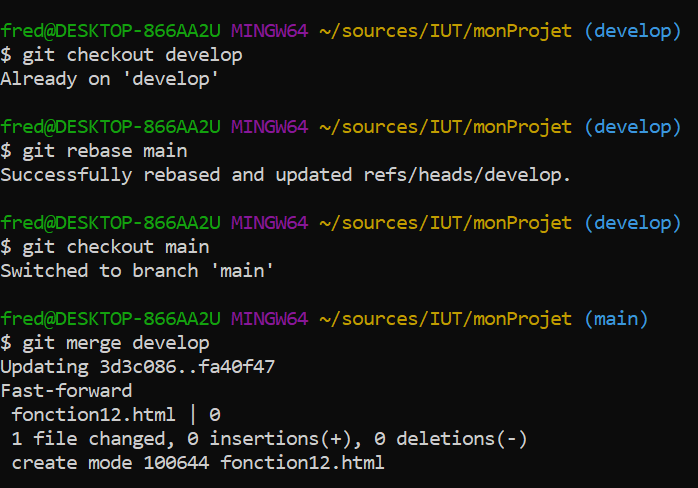 fred@DESKTOP-866AA2U MINGW64 ~/sources/IUT/monProjet (develop)
$ git checkout develop
Already on 'develop'
fred@DESKTOP-866AA2U MINGW64 ~/sources/IUT/monProjet (develop)
$ git rebase main
Successfully rebased and updated refs/heads/develop.
fred@DESKTOP-866AA2U MINGW64 ~/sources/IUT/monProjet (develop)
$ git checkout main
Switched to branch 'main'
fred@DESKTOP-866AA2U MINGW64 ~/sources/IUT/monProjet (main)
$ git merge develop
Updating 3d3c086..fa40f47
Fast-forward
 fonction12.html | 0
 1 file changed, 0 insertions(+), 0 deletions(-)
 create mode 100644 fonction12.html